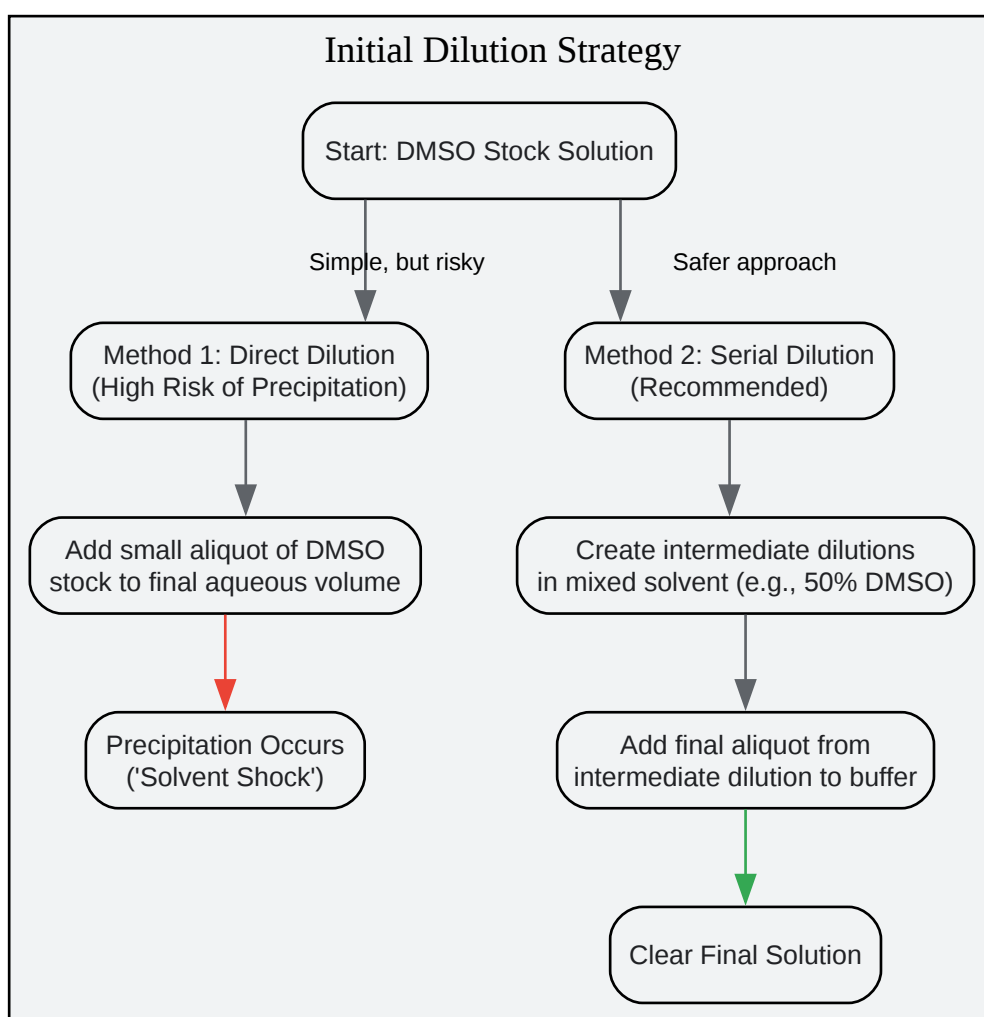 Initial Dilution Strategy
Start: DMSO Stock Solution
Simple, but risky
Safer approach
Method 1: Direct Dilution
(High Risk of Precipitation)
Method 2: Serial Dilution
(Recommended)
Add small aliquot of DMSO
stock to final aqueous volume
Create intermediate dilutions
in mixed solvent (e.g., 50% DMSO)
Precipitation Occurs
('Solvent Shock')
Add final aliquot from
intermediate dilution to buffer
Clear Final Solution